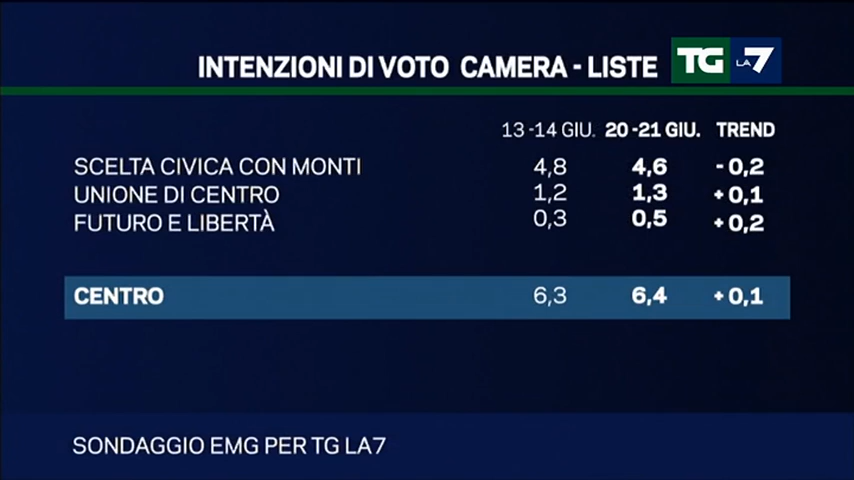 INTENZIONI DI VOTO CAMERA - LISTE TG LA 7
13 -14 GIU. 20 -21 GIU. TREND
SCELTA CIVICA CON MONTI 4,8 4,6 - 0,2
UNIONE DI CENTRO 1,2 1,3 + 0,1
FUTURO E LIBERTÀ 0,3 0,5 + 0,2
CENTRO 6,3 6,4 + 0,1
SONDAGGIO EMG PER TG LA7